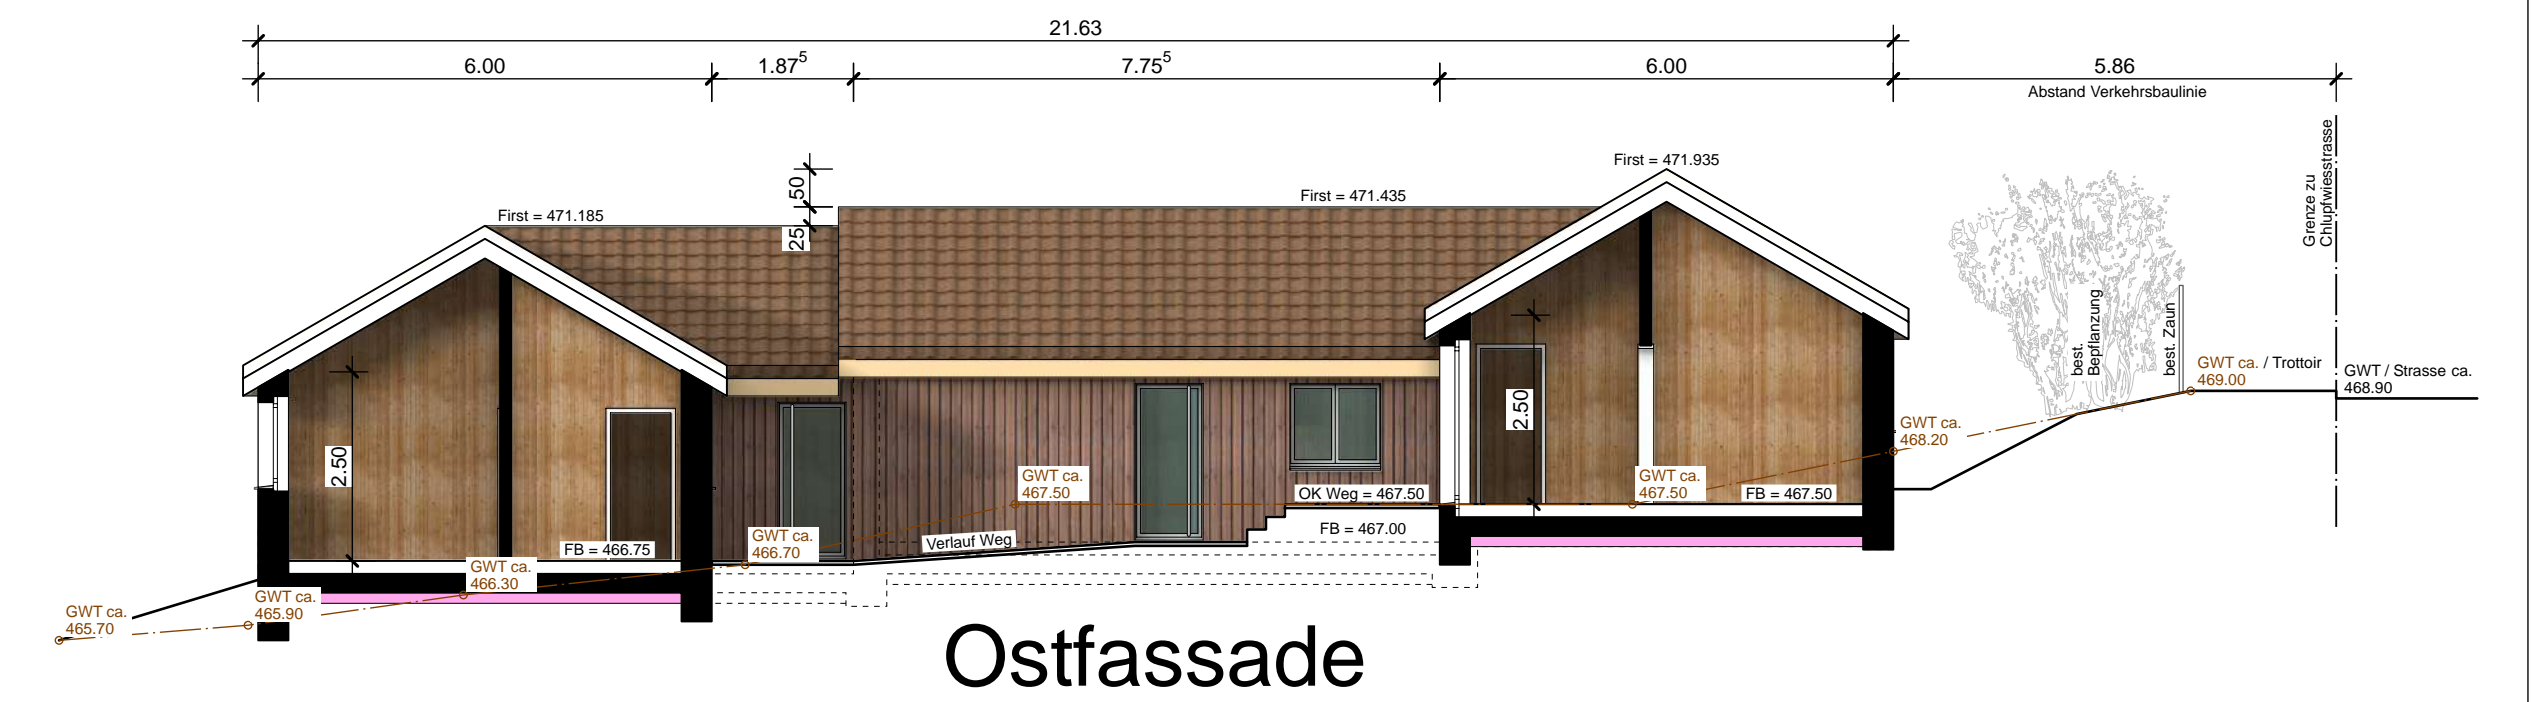 21.63
6.00
1.87⁵
7.75⁵
6.00
5.86
Abstand Verkehrsbaulinie
First = 471.185
50
25
First = 471.435
First = 471.935
Grenze zu
Chlupfwiesstrasse
best.
Bepflanzung
best. Zaun
GWT ca. / Trottoir
469.00
GWT / Strasse ca.
468.90
2.50
2.50
GWT ca.
468.20
GWT ca.
467.50
GWT ca.
467.50
OK Weg = 467.50
FB = 467.50
FB = 467.00
Verlauf Weg
GWT ca.
466.70
FB = 466.75
GWT ca.
466.30
GWT ca.
465.90
GWT ca.
465.70
Ostfassade